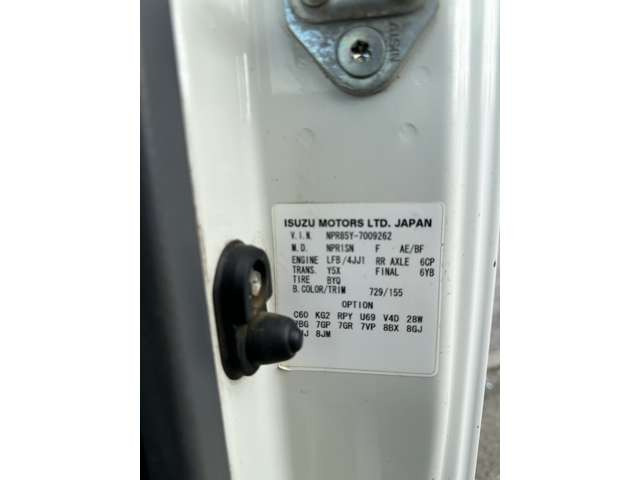 NISSAN
ISUZU MOTORS LTD. JAPAN
V.I.N. NPR85Y-7009262
M.D. NPR1SN F AE/BF
ENGINE LFB/4JJ1 RR AXLE 6CP
TRANS. Y5X FINAL 6YB
TIRE BYQ
B.COLOR/TRIM 729/155
OPTION
C60 KG2 RPY U69 V4D 28W
7GP 7GR 7VP 8BX 8GJ
8JM